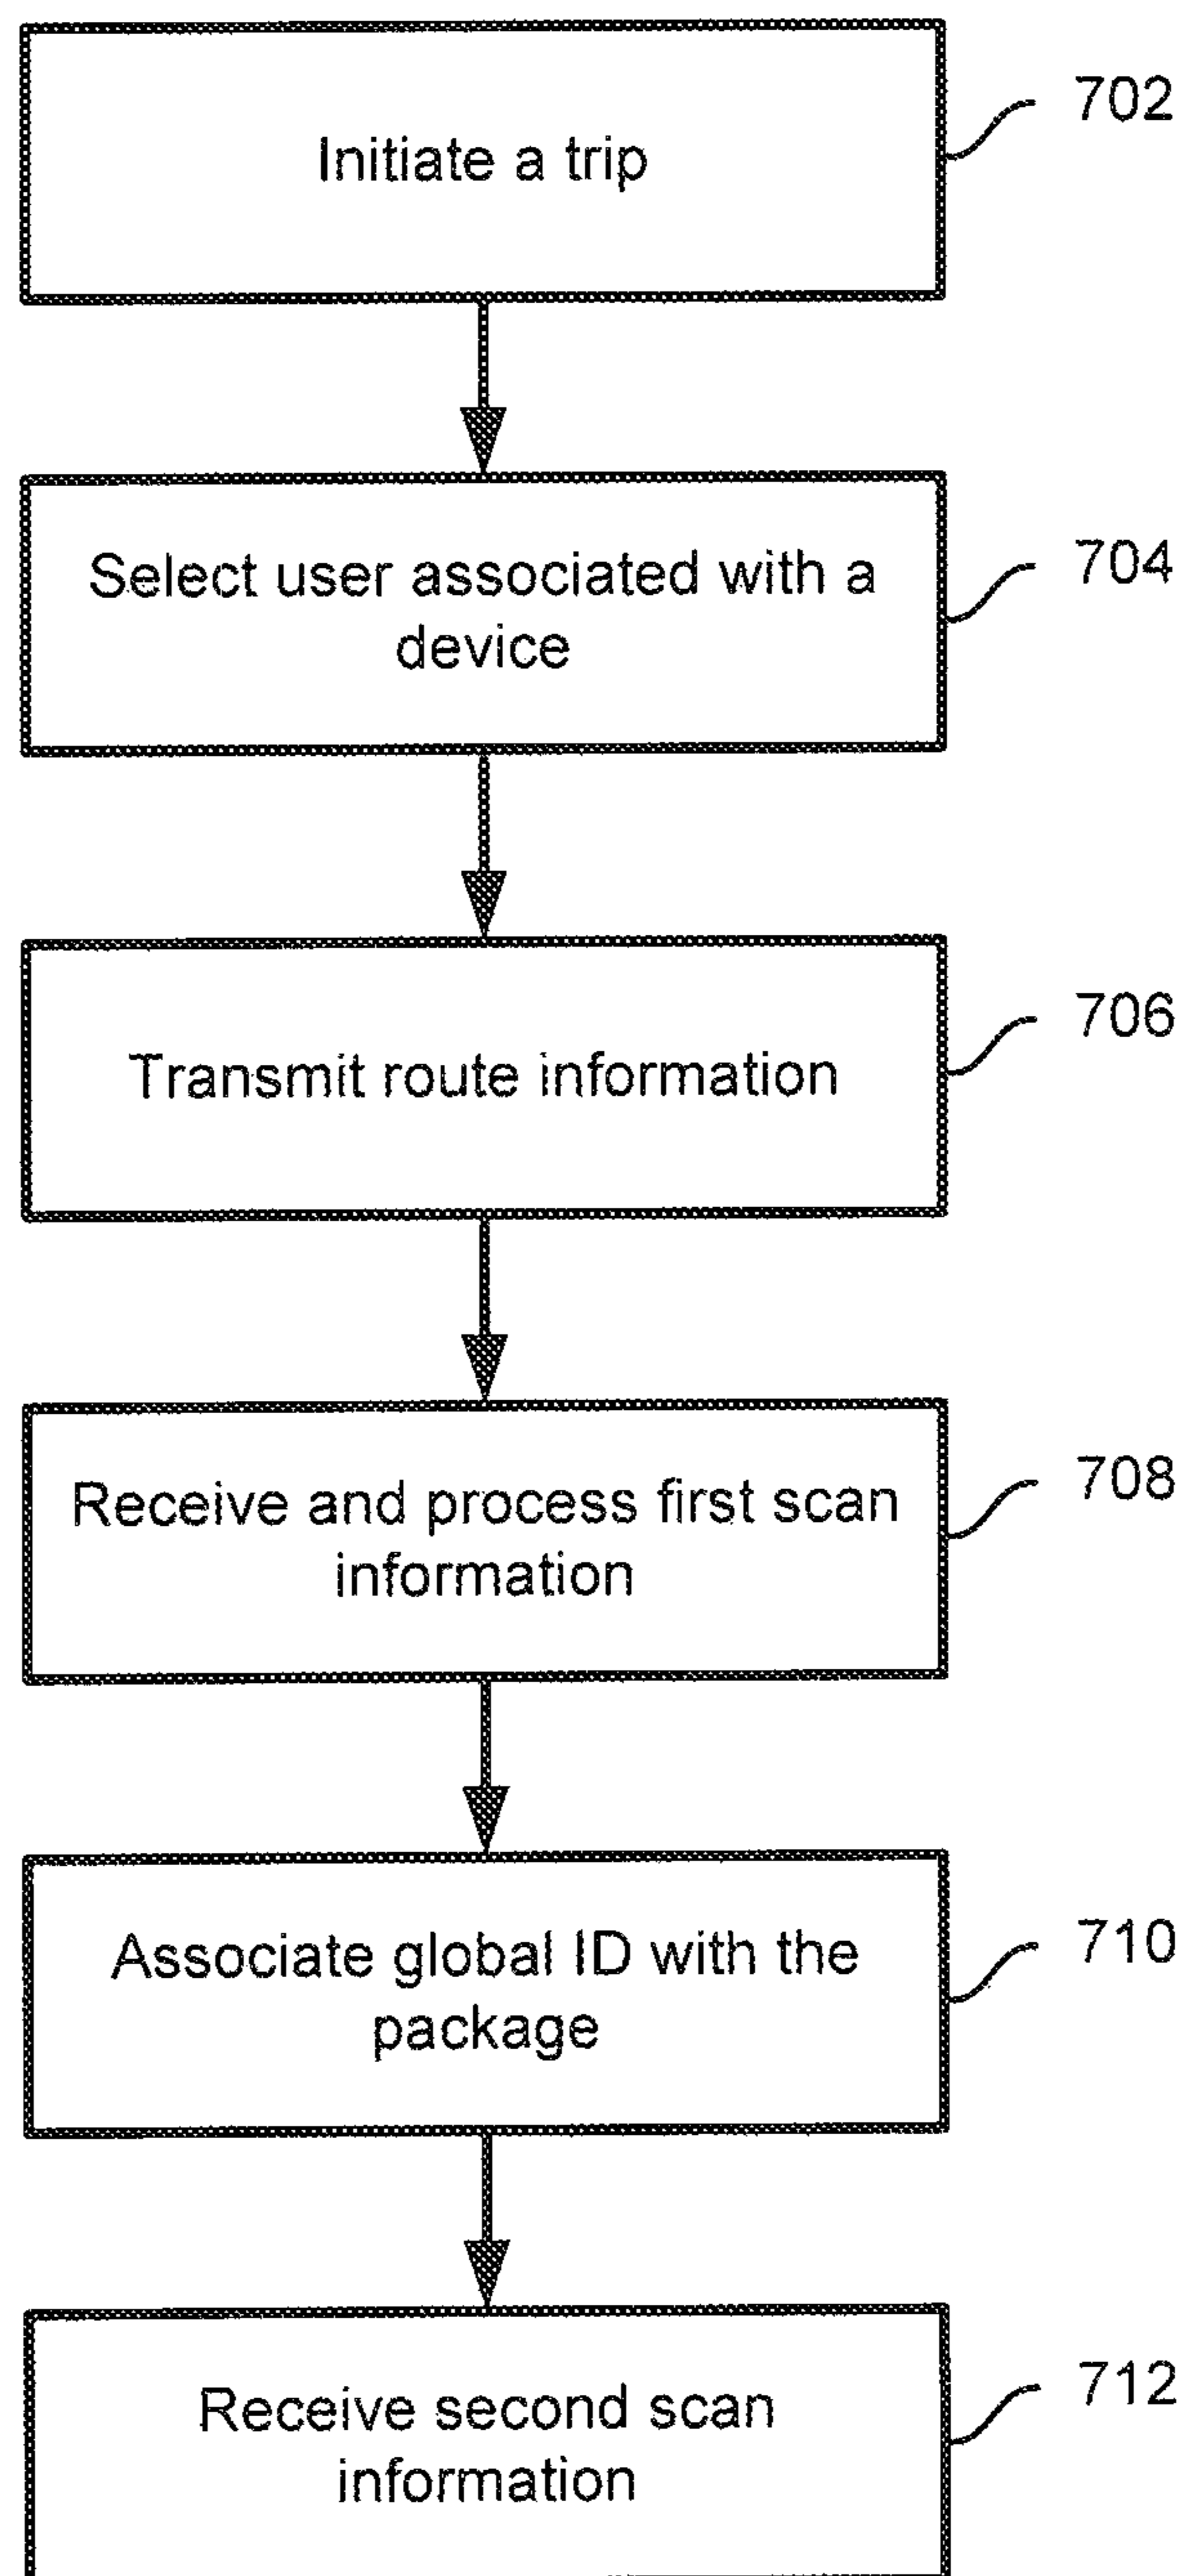 Initiate a trip
702
Select user associated with a
device
704
Transmit route information
706
Receive and process first scan
information
708
Associate global ID with the
package
710
Receive second scan
information
712